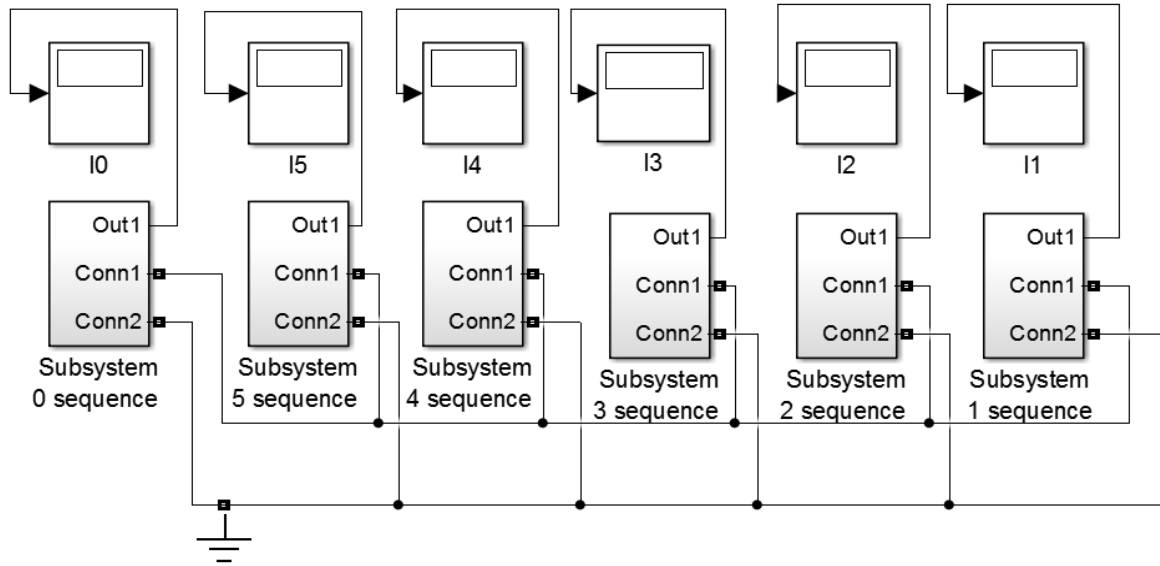 I0
I5
I4
I3
I2
I1
Out1
Conn1
Conn2
Subsystem
0 sequence
Out1
Conn1
Conn2
Subsystem
5 sequence
Out1
Conn1
Conn2
Subsystem
4 sequence
Out1
Conn1
Conn2
Subsystem
3 sequence
Out1
Conn1
Conn2
Subsystem
2 sequence
Out1
Conn1
Conn2
Subsystem
1 sequence